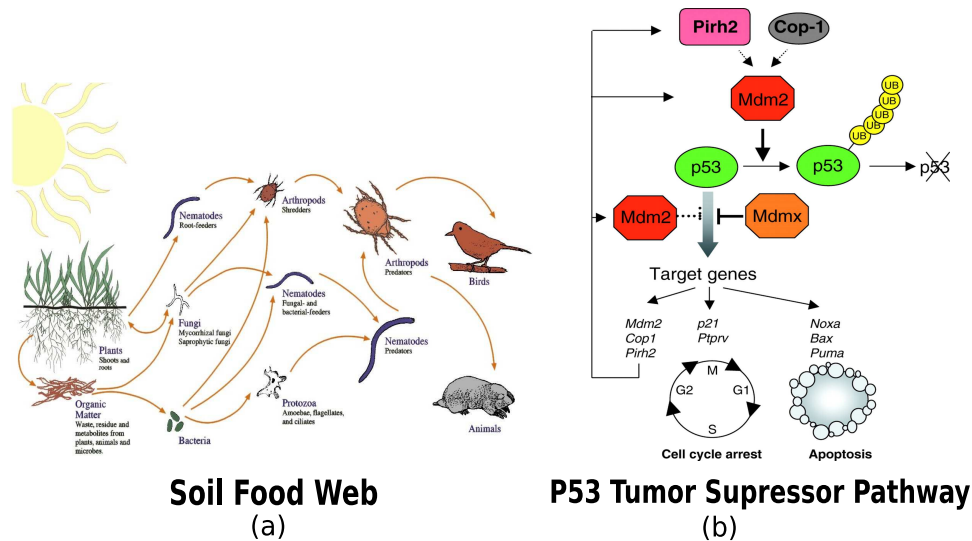 Nematodes
Root-feeders
Arthropods
Shredders
Arthropods
Predators
Birds
Nematodes
Fungal- and
bacterial-feeders
Fungi
Mycorrhizal fungi
Saprophytic fungi
Plants
Shoots and
roots
Nematodes
Predators
Organic
Matter
Waste, residue and
metabolites from
plants, animals and
microbes.
Bacteria
Protozoa
Amoebae, flagellates,
and ciliates
Animals
Soil Food Web
(a)
Pirh2
Cop-1
Mdm2
UB
UB
UB
UB
UB
p53
p53
p53
Mdm2
Mdmx
Target genes
Mdm2
Cop1
Pirh2
p21
Ptprv
Noxa
Bax
Puma
M
G2
G1
S
Cell cycle arrest
Apoptosis
P53 Tumor Supressor Pathway
(b)